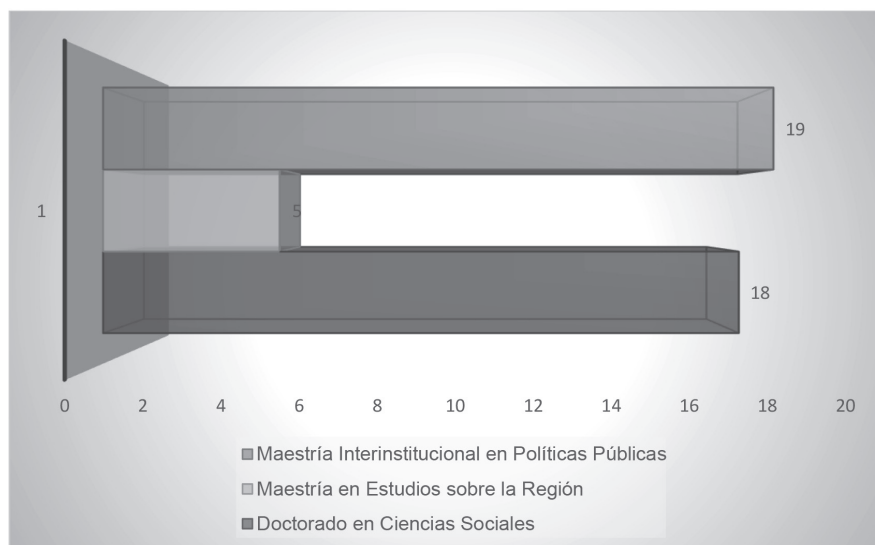 19
1
5
18
0 2 4 6 8 10 12 14 16 18 20
Maestría Interinstitucional en Políticas Públicas
Maestría en Estudios sobre la Región
Doctorado en Ciencias Sociales